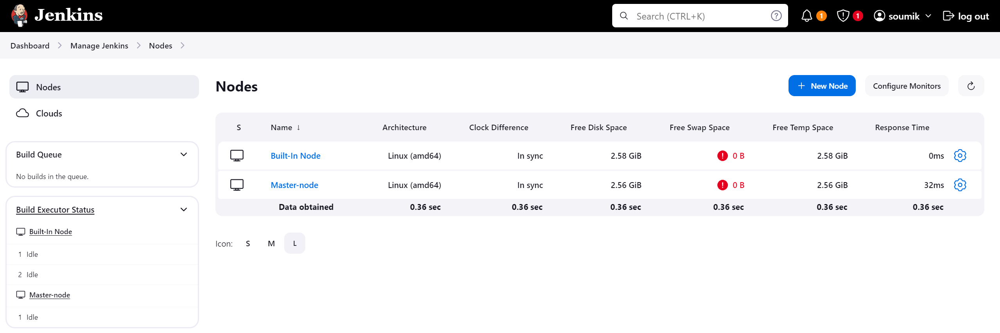 Jenkins
Search (CTRL+K)
1
1
soumik
log out
Dashboard
Manage Jenkins
Nodes
Nodes
Clouds
Build Queue
No builds in the queue.
Build Executor Status
Built-In Node
1 Idle
2 Idle
Master-node
1 Idle
Nodes
+ New Node
Configure Monitors
S Name ↓ Architecture Clock Difference Free Disk Space Free Swap Space Free Temp Space Response Time
Built-In Node Linux (amd64) In sync 2.58 GiB ! 0 B 2.58 GiB 0ms
Master-node Linux (amd64) In sync 2.56 GiB ! 0 B 2.56 GiB 32ms
Data obtained 0.36 sec 0.36 sec 0.36 sec 0.36 sec 0.36 sec 0.36 sec
Icon: S M L